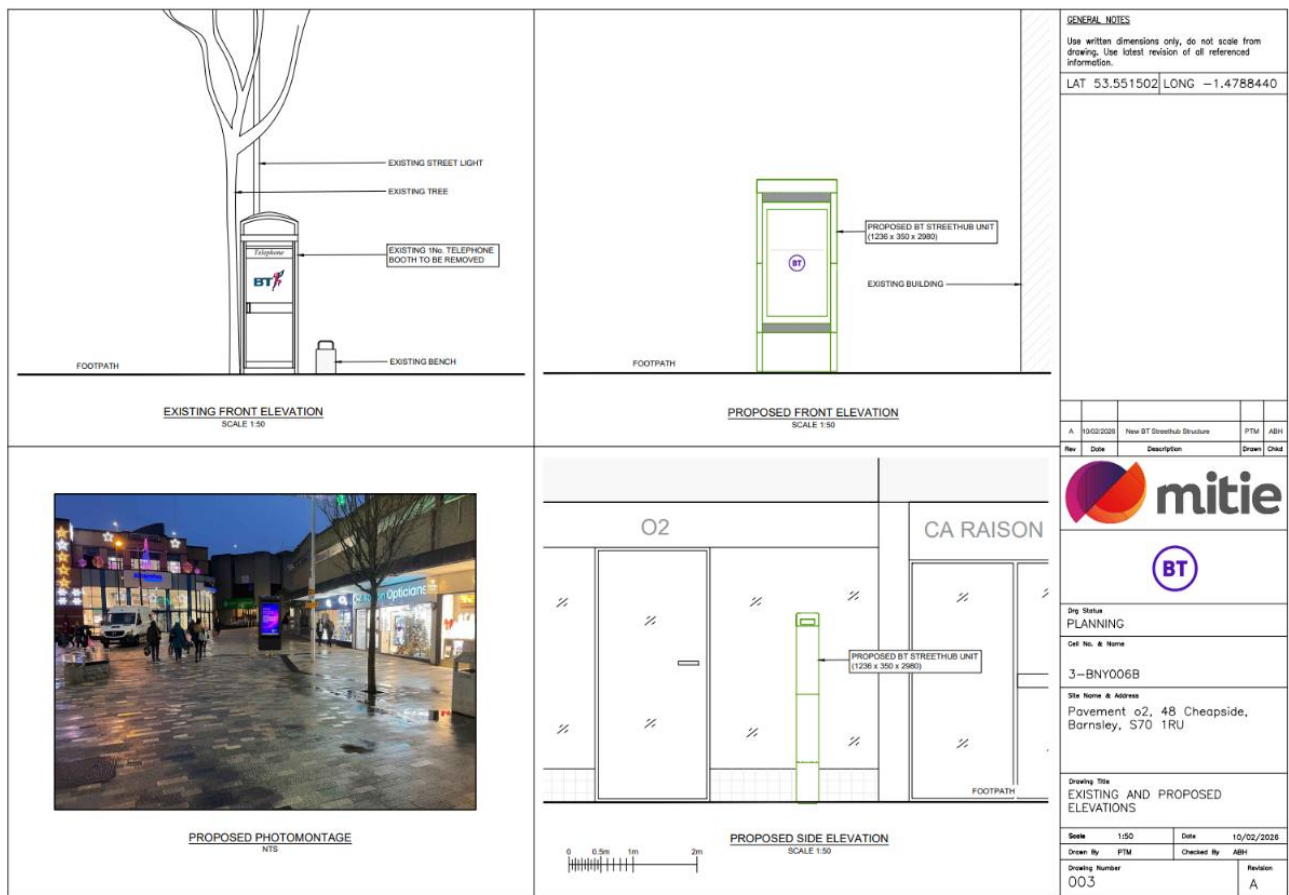 EXISTING STREET LIGHT
EXISTING TREE
Telephone
EXISTING 1No. TELEPHONE
BOOTH TO BE REMOVED
BT
EXISTING BENCH
FOOTPATH
EXISTING FRONT ELEVATION
SCALE 1:50
PROPOSED BT STREETHUB UNIT
(1236 x 350 x 2980)
BT
EXISTING BUILDING
FOOTPATH
PROPOSED FRONT ELEVATION
SCALE 1:50
Opticians
PROPOSED PHOTOMONTAGE
NTS
O2
CA RAISON
PROPOSED BT STREETHUB UNIT
(1236 x 350 x 2980)
FOOTPATH
PROPOSED SIDE ELEVATION
SCALE 1:50
0 0.5m 1m 2m
GENERAL NOTES
Use written dimensions only, do not scale from
drawing. Use latest revision of all referenced
information.
LAT 53.551502 LONG -1.4788440
A 10/02/2026 New BT Streethub Structure PTM ABH
Rev Date Description Drawn Chkd
mitie
BT
Drg Status
PLANNING
Cell No. & Name
3-BNY006B
Site Name & Address
Pavement o2, 48 Cheapside,
Barnsley, S70 1RU
Drawing Title
EXISTING AND PROPOSED
ELEVATIONS
Scale 1:50 Date 10/02/2026
Drawn By PTM Checked By ABH
Drawing Number Revision
003 A